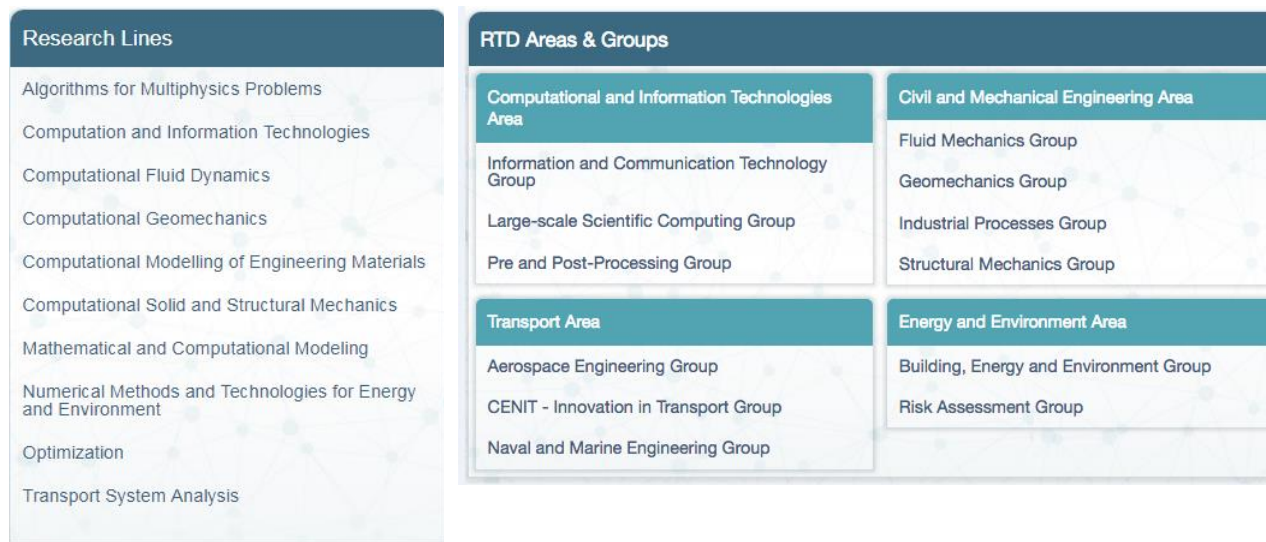 Research Lines
Algorithms for Multiphysics Problems
Computation and Information Technologies
Computational Fluid Dynamics
Computational Geomechanics
Computational Modelling of Engineering Materials
Computational Solid and Structural Mechanics
Mathematical and Computational Modeling
Numerical Methods and Technologies for Energy
and Environment
Optimization
Transport System Analysis
RTD Areas & Groups
Computational and Information Technologies
Area
Information and Communication Technology
Group
Large-scale Scientific Computing Group
Pre and Post-Processing Group
Civil and Mechanical Engineering Area
Fluid Mechanics Group
Geomechanics Group
Industrial Processes Group
Structural Mechanics Group
Transport Area
Aerospace Engineering Group
CENIT - Innovation in Transport Group
Naval and Marine Engineering Group
Energy and Environment Area
Building, Energy and Environment Group
Risk Assessment Group